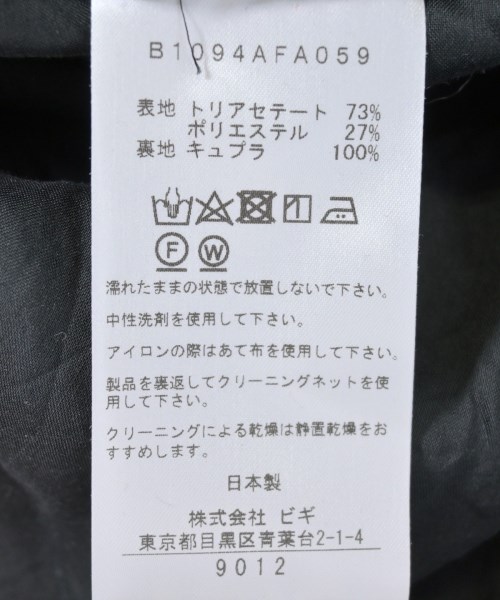 B1094AFA059
表地 トリアセテート 73%
ポリエステル 27%
裏地 キュプラ 100%
F W
濡れたままの状態で放置しないで下さい。
中性洗剤を使用して下さい。
アイロンの際はあて布を使用して下さい。
製品を裏返してクリーニングネットを使
用して下さい。
クリーニングによる乾燥は静置乾燥をお
すすめします。
日本製
株式会社 ビギ
東京都目黒区青葉台2-1-4
9012